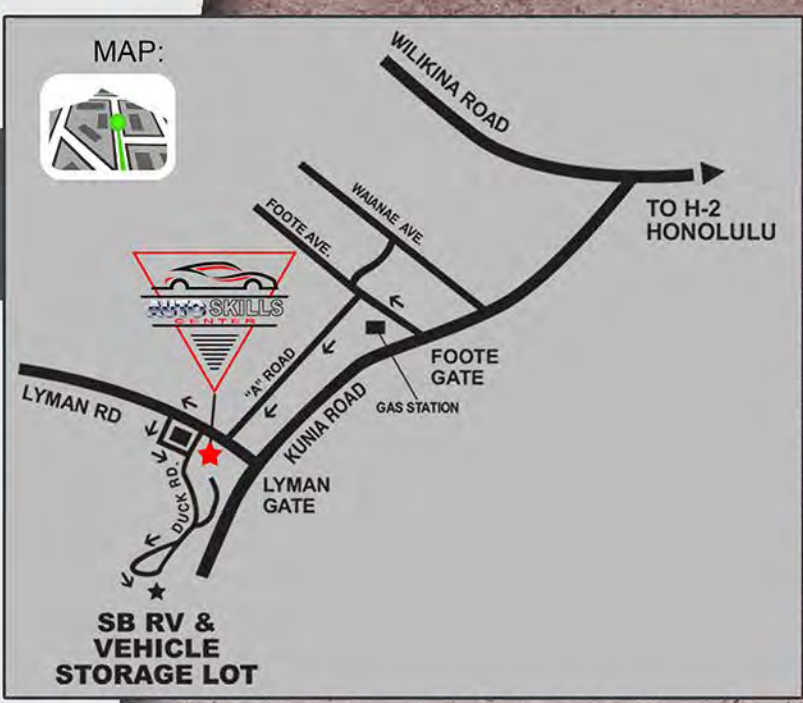 MAP:
WILIKINA ROAD
TO H-2
HONOLULU
WAIANAE AVE.
FOOTE AVE.
AUTO SKILLS
CENTER
FOOTE
GATE
"A" ROAD
GAS STATION
KUNIA ROAD
LYMAN RD
LYMAN
GATE
DUCK RD.
SB RV &
VEHICLE
STORAGE LOT